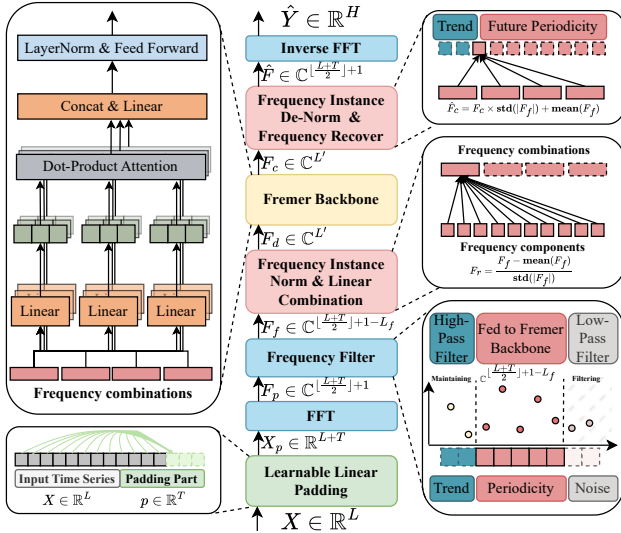 LayerNorm & Feed Forward
Concat & Linear
Dot-Product Attention
Linear
Linear
Linear
Frequency combinations
Input Time Series
Padding Part
X ∈ ℝ^L
p ∈ ℝ^T
Ŷ ∈ ℝ^H
Inverse FFT
F̂ ∈ ℂ^{⌊(L+T)/2⌋+1}
Frequency Instance
De-Norm &
Frequency Recover
F_c ∈ ℂ^{L'}
Fremer Backbone
F_d ∈ ℂ^{L'}
Frequency Instance
Norm & Linear
Combination
F_f ∈ ℂ^{⌊(L+T)/2⌋+1−L_f}
Frequency Filter
F_p ∈ ℂ^{⌊(L+T)/2⌋+1}
FFT
X_p ∈ ℝ^{L+T}
Learnable Linear
Padding
X ∈ ℝ^L
Trend
Future Periodicity
F̂_c = F_c × std(|F_f|) + mean(F_f)
Frequency combinations
Frequency components
F_r = (F_f − mean(F_f)) / std(|F_f|)
High-
Pass
Filter
Fed to Fremer
Backbone
Low-
Pass
Filter
Maintaining
ℂ^{⌊(L+T)/2⌋+1−L_f}
Filtering
Trend
Periodicity
Noise